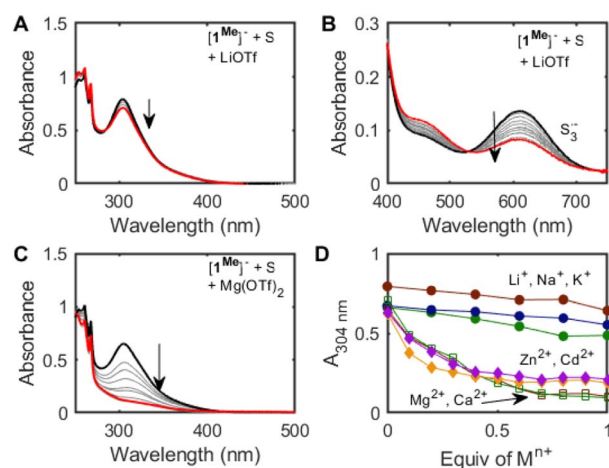 A
[1^Me]^- + S
+ LiOTf
Absorbance
1.5
1
0.5
0
300
400
500
Wavelength (nm)
B
[1^Me]^- + S
+ LiOTf
S₃^·-
Absorbance
0.3
0.2
0.1
0
400
500
600
700
Wavelength (nm)
C
[1^Me]^- + S
+ Mg(OTf)₂
Absorbance
1.5
1
0.5
0
300
400
500
Wavelength (nm)
D
Li⁺, Na⁺, K⁺
Zn²⁺, Cd²⁺
Mg²⁺, Ca²⁺
A₃₀₄ nm
1
0.5
0
0
0.5
1
Equiv of Mⁿ⁺